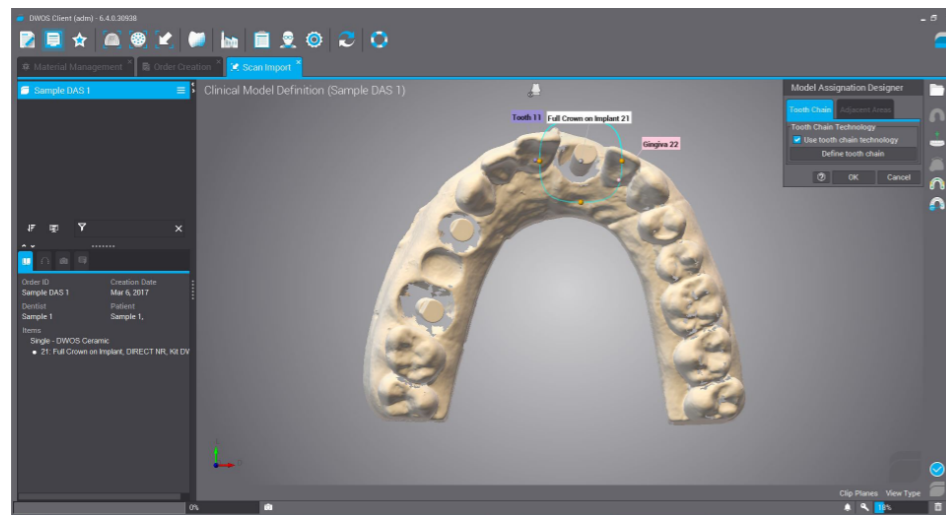 DWOS Client (adm) - 6.4.0.30938
Material Management
Order Creation
Scan Import
Sample DAS 1
Clinical Model Definition (Sample DAS 1)
Tooth 11
Full Crown on Implant 21
Gingiva 22
Model Assignation Designer
Tooth Chain
Adjacent Areas
Tooth Chain Technology
Use tooth chain technology
Define tooth chain
OK
Cancel
Order ID
Creation Date
Sample DAS 1
Mar 6, 2017
Dentist
Patient
Sample 1
Sample 1,
Items
Single - DWOS Ceramic
21: Full Crown on Implant, DIRECT NR, Kit DV
Clip Planes
View Type
0%
18%